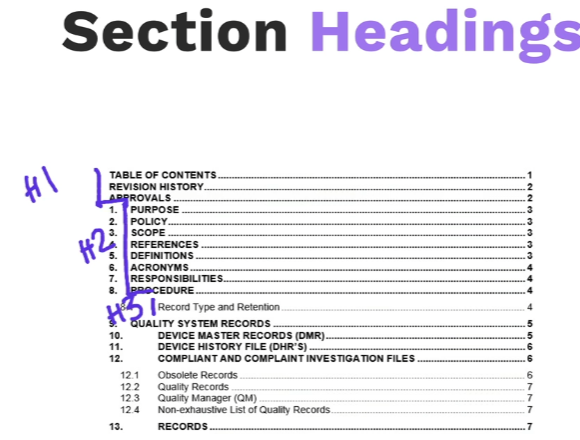 Section Headings
H1
TABLE OF CONTENTS 1
REVISION HISTORY 2
APPROVALS 2
1. PURPOSE 3
2. POLICY 3
3. SCOPE 3
H2
REFERENCES 3
5. DEFINITIONS 3
6. ACRONYMS 4
7. RESPONSIBILITIES 4
8. PROCEDURE 4
H3
Record Type and Retention 4
9. QUALITY SYSTEM RECORDS 5
10. DEVICE MASTER RECORDS (DMR) 5
11. DEVICE HISTORY FILE (DHR'S) 6
12. COMPLIANT AND COMPLAINT INVESTIGATION FILES 6
12.1 Obsolete Records 6
12.2 Quality Records 7
12.3 Quality Manager (QM) 7
12.4 Non-exhaustive List of Quality Records 7
13. RECORDS 7